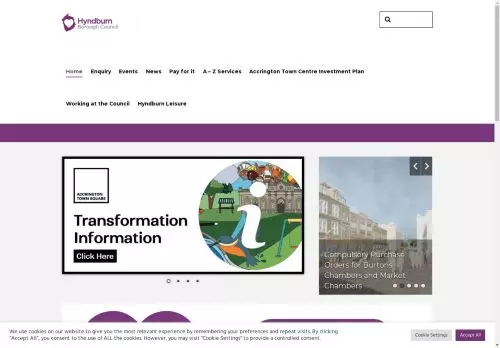 Hyndburn
Borough Council
Home Enquiry Events News Pay for it A – Z Services Accrington Town Centre Investment Plan
Working at the Council Hyndburn Leisure
ACCRINGTON
TOWN SQUARE
Transformation
Information
Click Here
Compulsory Purchase
Orders for Burtons
Chambers and Market
Chambers
We use cookies on our website to give you the most relevant experience by remembering your preferences and repeat visits. By clicking
"Accept All", you consent to the use of ALL the cookies. However, you may visit "Cookie Settings" to provide a controlled consent.
Cookie Settings
Accept All